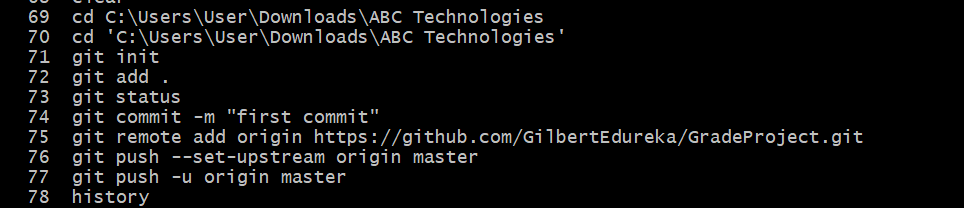 69 cd C:\Users\User\Downloads\ABC Technologies
70 cd 'C:\Users\User\Downloads\ABC Technologies'
71 git init
72 git add .
73 git status
74 git commit -m "first commit"
75 git remote add origin https://github.com/GilbertEdureka/GradeProject.git
76 git push --set-upstream origin master
77 git push -u origin master
78 history